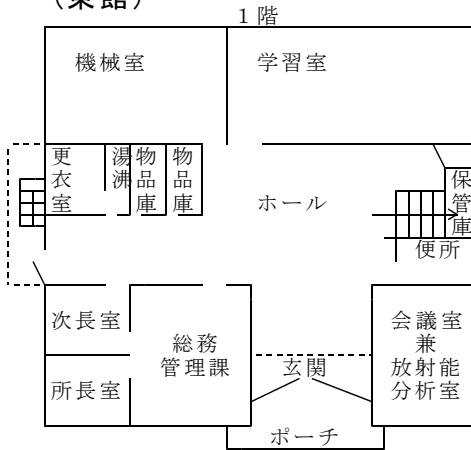 （東館）
1階
機械室
学習室
更衣室
湯沸
物品庫
物品庫
ホール
保管庫
便所
次長室
総務
管理課
所長室
玄関
会議室
兼
放射能
分析室
ポーチ